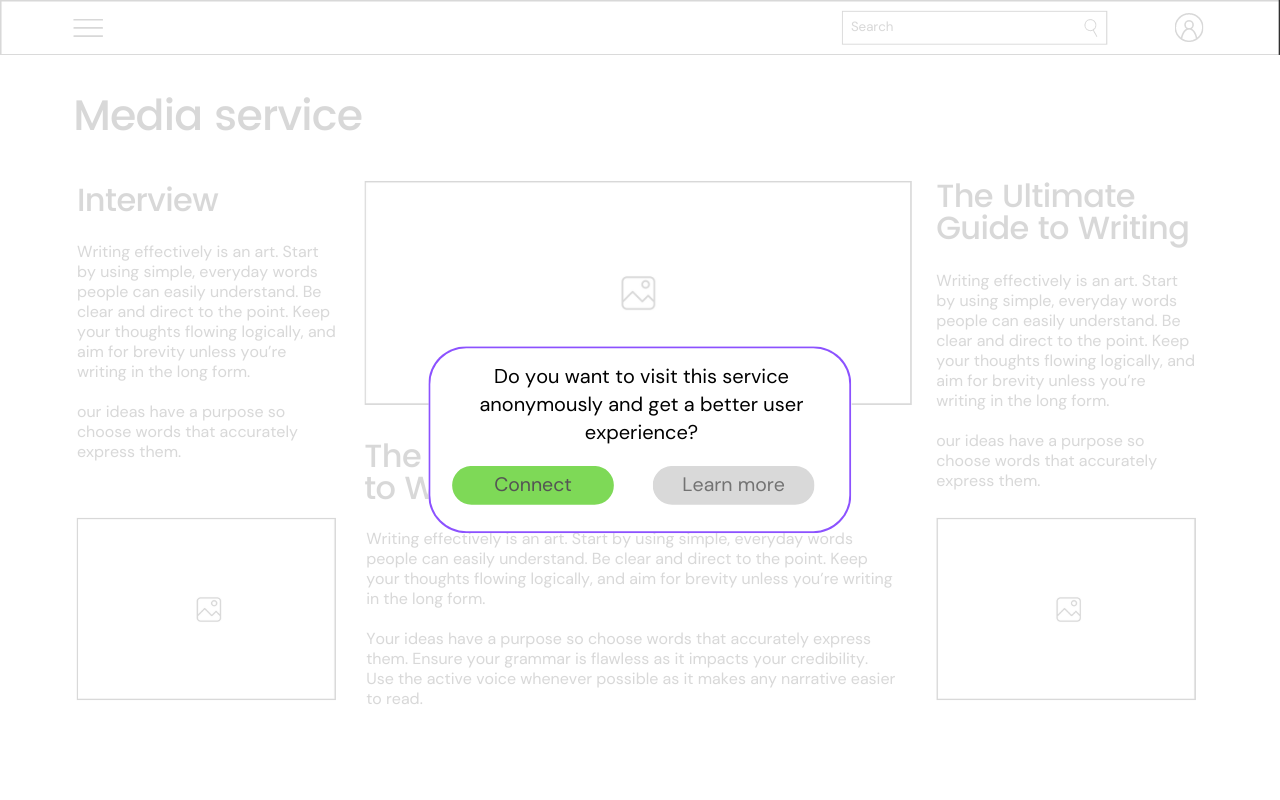 Search
Media service
Interview
Writing effectively is an art. Start
by using simple, everyday words
people can easily understand. Be
clear and direct to the point. Keep
your thoughts flowing logically, and
aim for brevity unless you're
writing in the long form.
our ideas have a purpose so
choose words that accurately
express them.
Do you want to visit this service
anonymously and get a better user
experience?
Connect
Learn more
The
to W
Writing effectively is an art. Start by using simple, everyday words
people can easily understand. Be clear and direct to the point. Keep
your thoughts flowing logically, and aim for brevity unless you're writing
in the long form.
Your ideas have a purpose so choose words that accurately express
them. Ensure your grammar is flawless as it impacts your credibility.
Use the active voice whenever possible as it makes any narrative easier
to read.
The Ultimate
Guide to Writing
Writing effectively is an art. Start
by using simple, everyday words
people can easily understand. Be
clear and direct to the point. Keep
your thoughts flowing logically, and
aim for brevity unless you're
writing in the long form.
our ideas have a purpose so
choose words that accurately
express them.